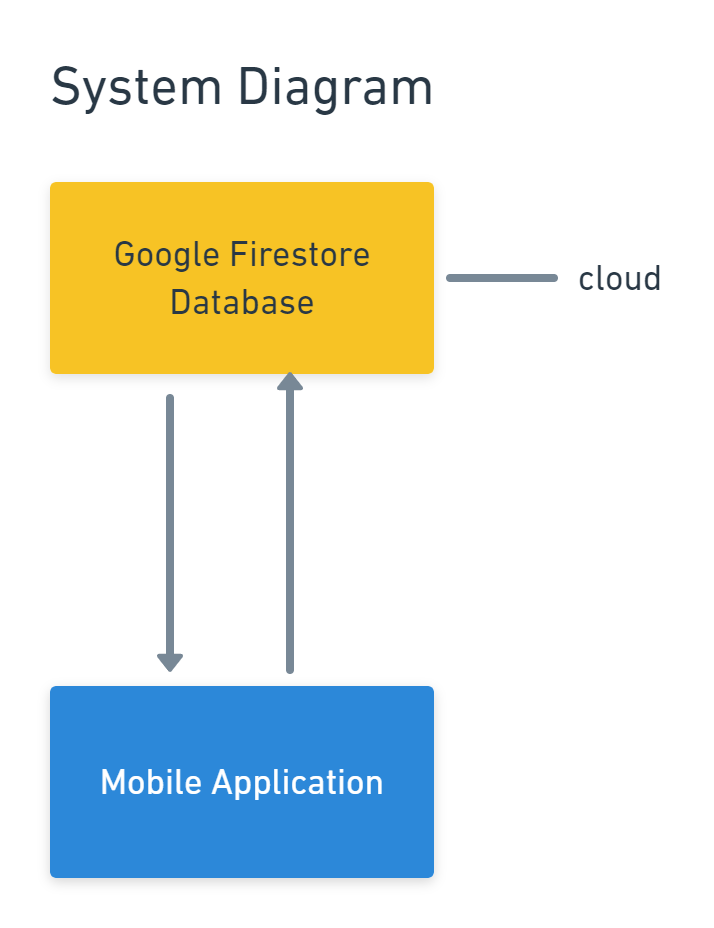 System Diagram
Google Firestore
Database
cloud
Mobile Application